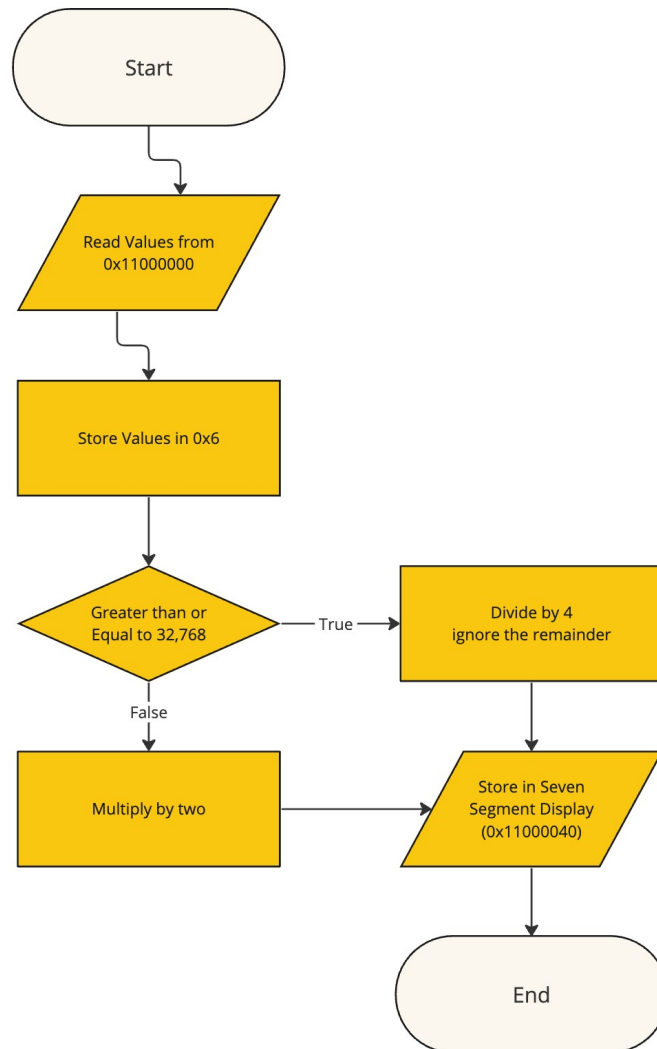 Start
Read Values from
0x11000000
Store Values in 0x6
Greater than or
Equal to 32,768
True
Divide by 4
ignore the remainder
False
Multiply by two
Store in Seven
Segment Display
(0x11000040)
End